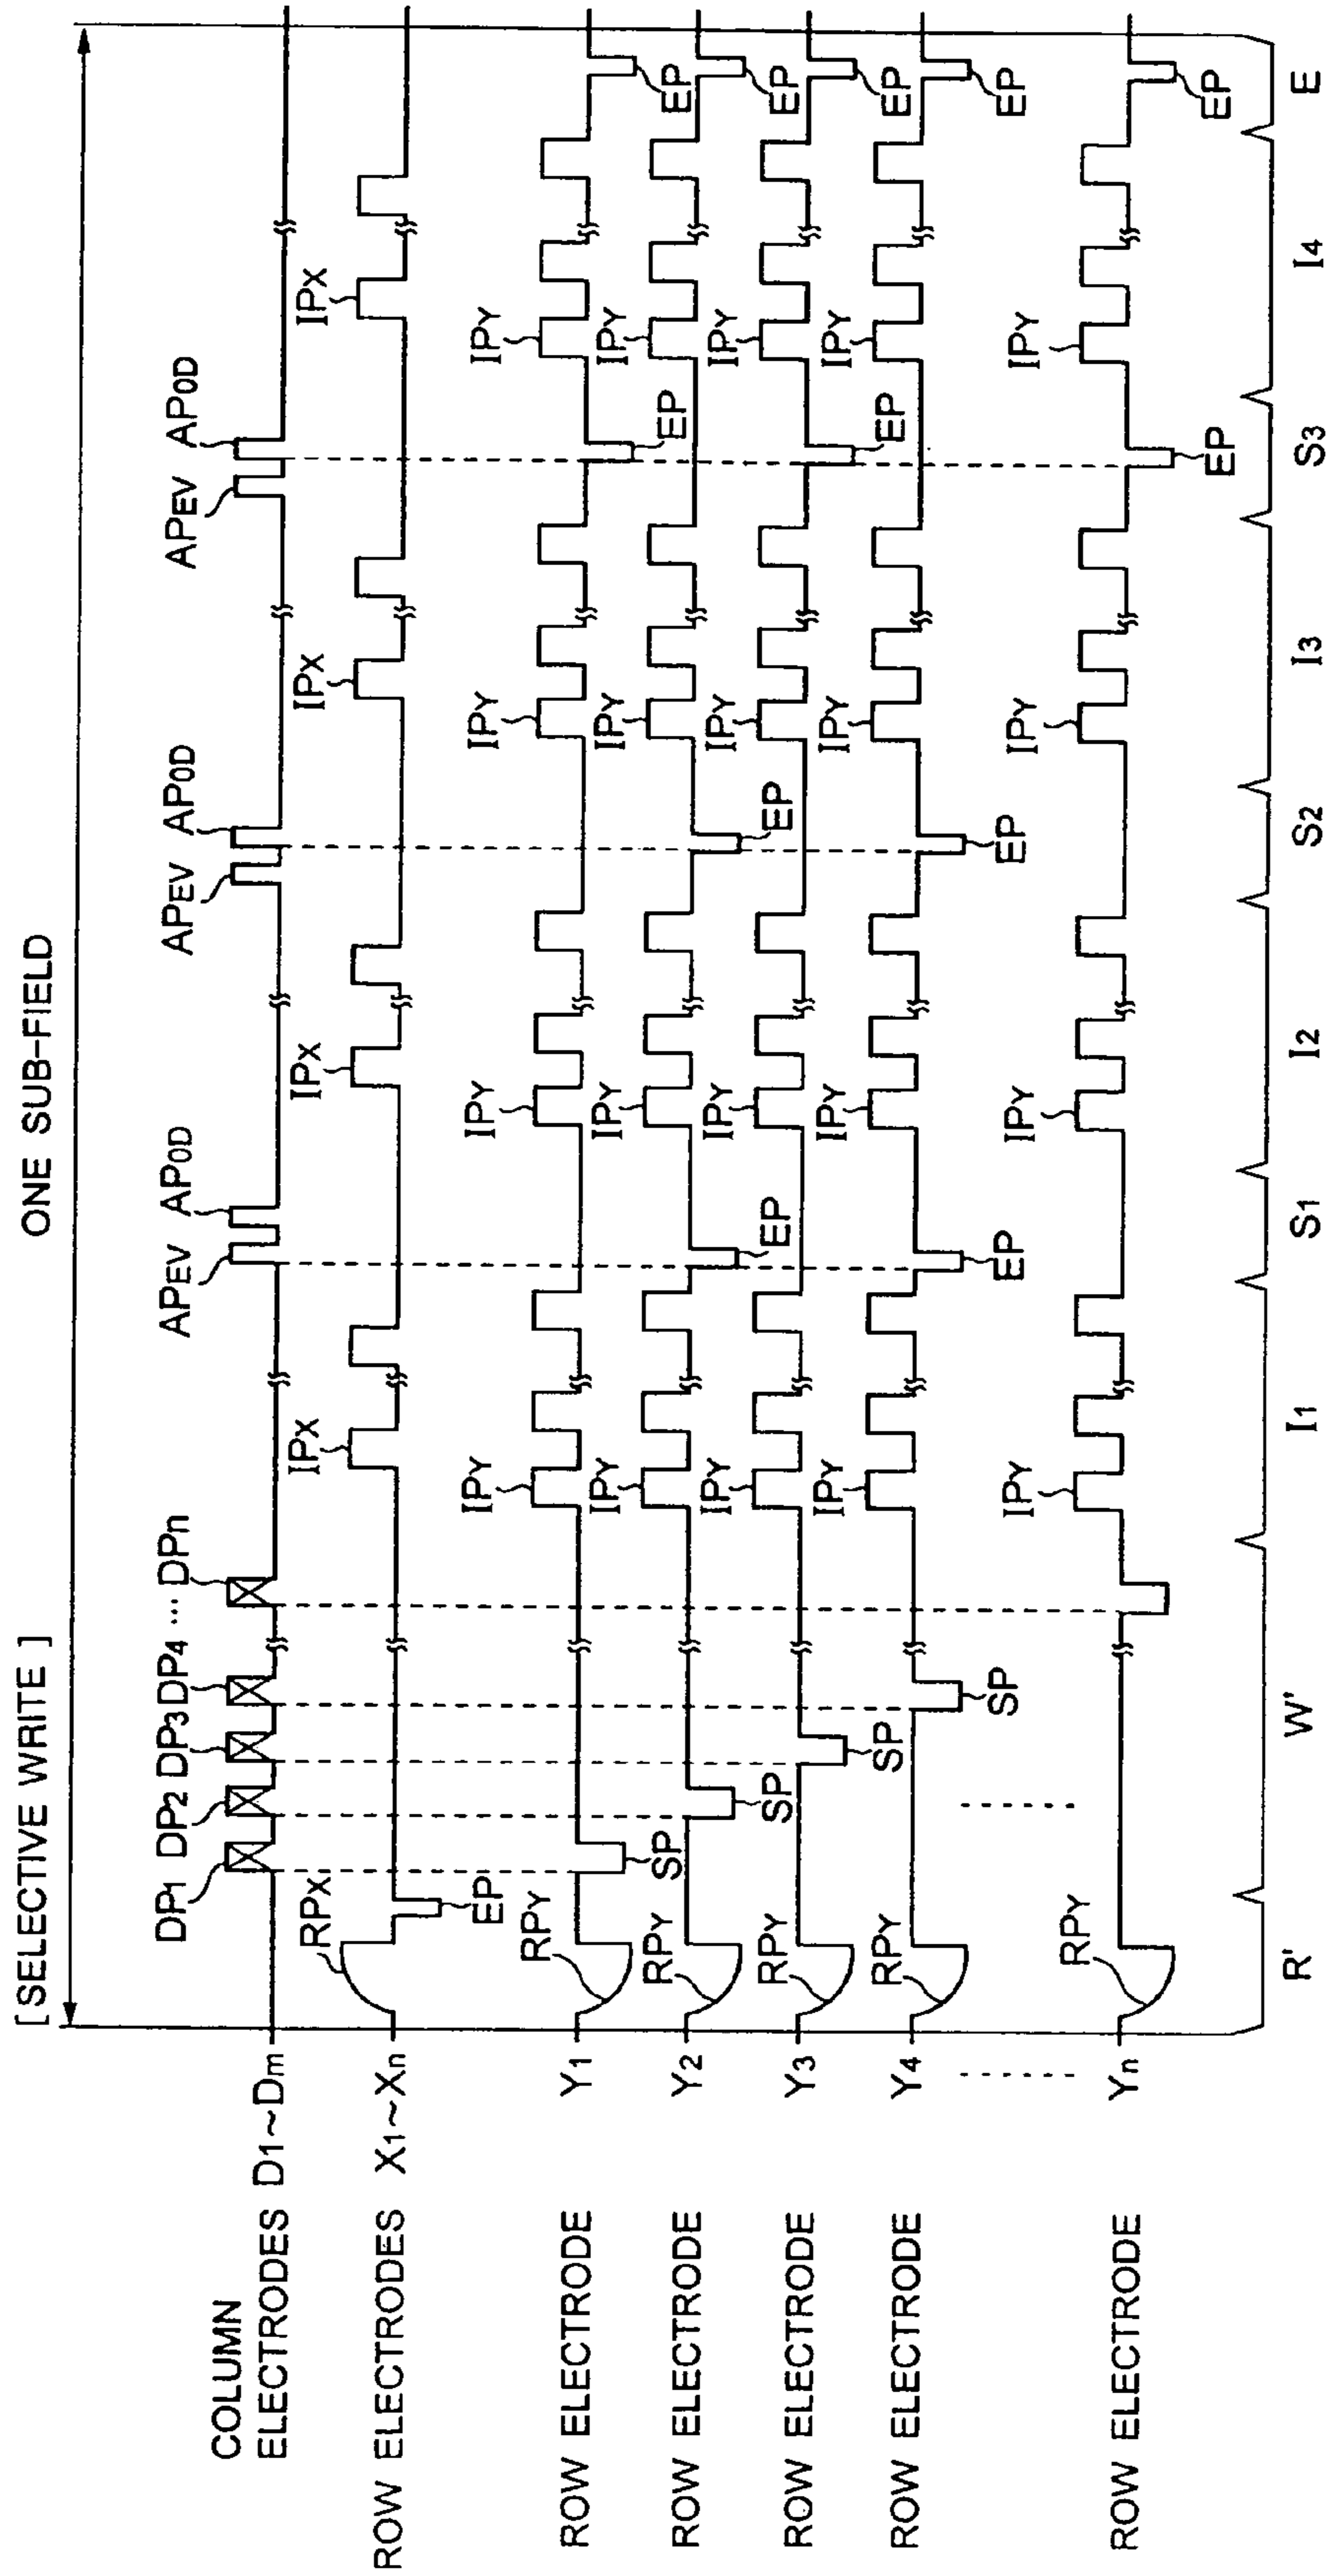 [ SELECTIVE WRITE ]
ONE SUB-FIELD
DP1 DP2 DP3 DP4 ... DPn
APEV APOD
APEV APOD
APEV APOD
COLUMN
ELECTRODES D1~Dm
RPX
IPX
IPX
IPX
IPX
ROW ELECTRODES X1~Xn
EP
RPY
IPY
IPY
IPY
IPY
ROW ELECTRODE Y1
SP
EP
EP
RPY
IPY
IPY
IPY
IPY
ROW ELECTRODE Y2
SP
EP
EP
EP
RPY
IPY
IPY
IPY
IPY
ROW ELECTRODE Y3
SP
EP
EP
RPY
IPY
IPY
IPY
IPY
ROW ELECTRODE Y4
SP
EP
EP
EP
RPY
IPY
IPY
IPY
IPY
ROW ELECTRODE Yn
EP
EP
R' W' I1 S1 I2 S2 I3 S3 I4 E